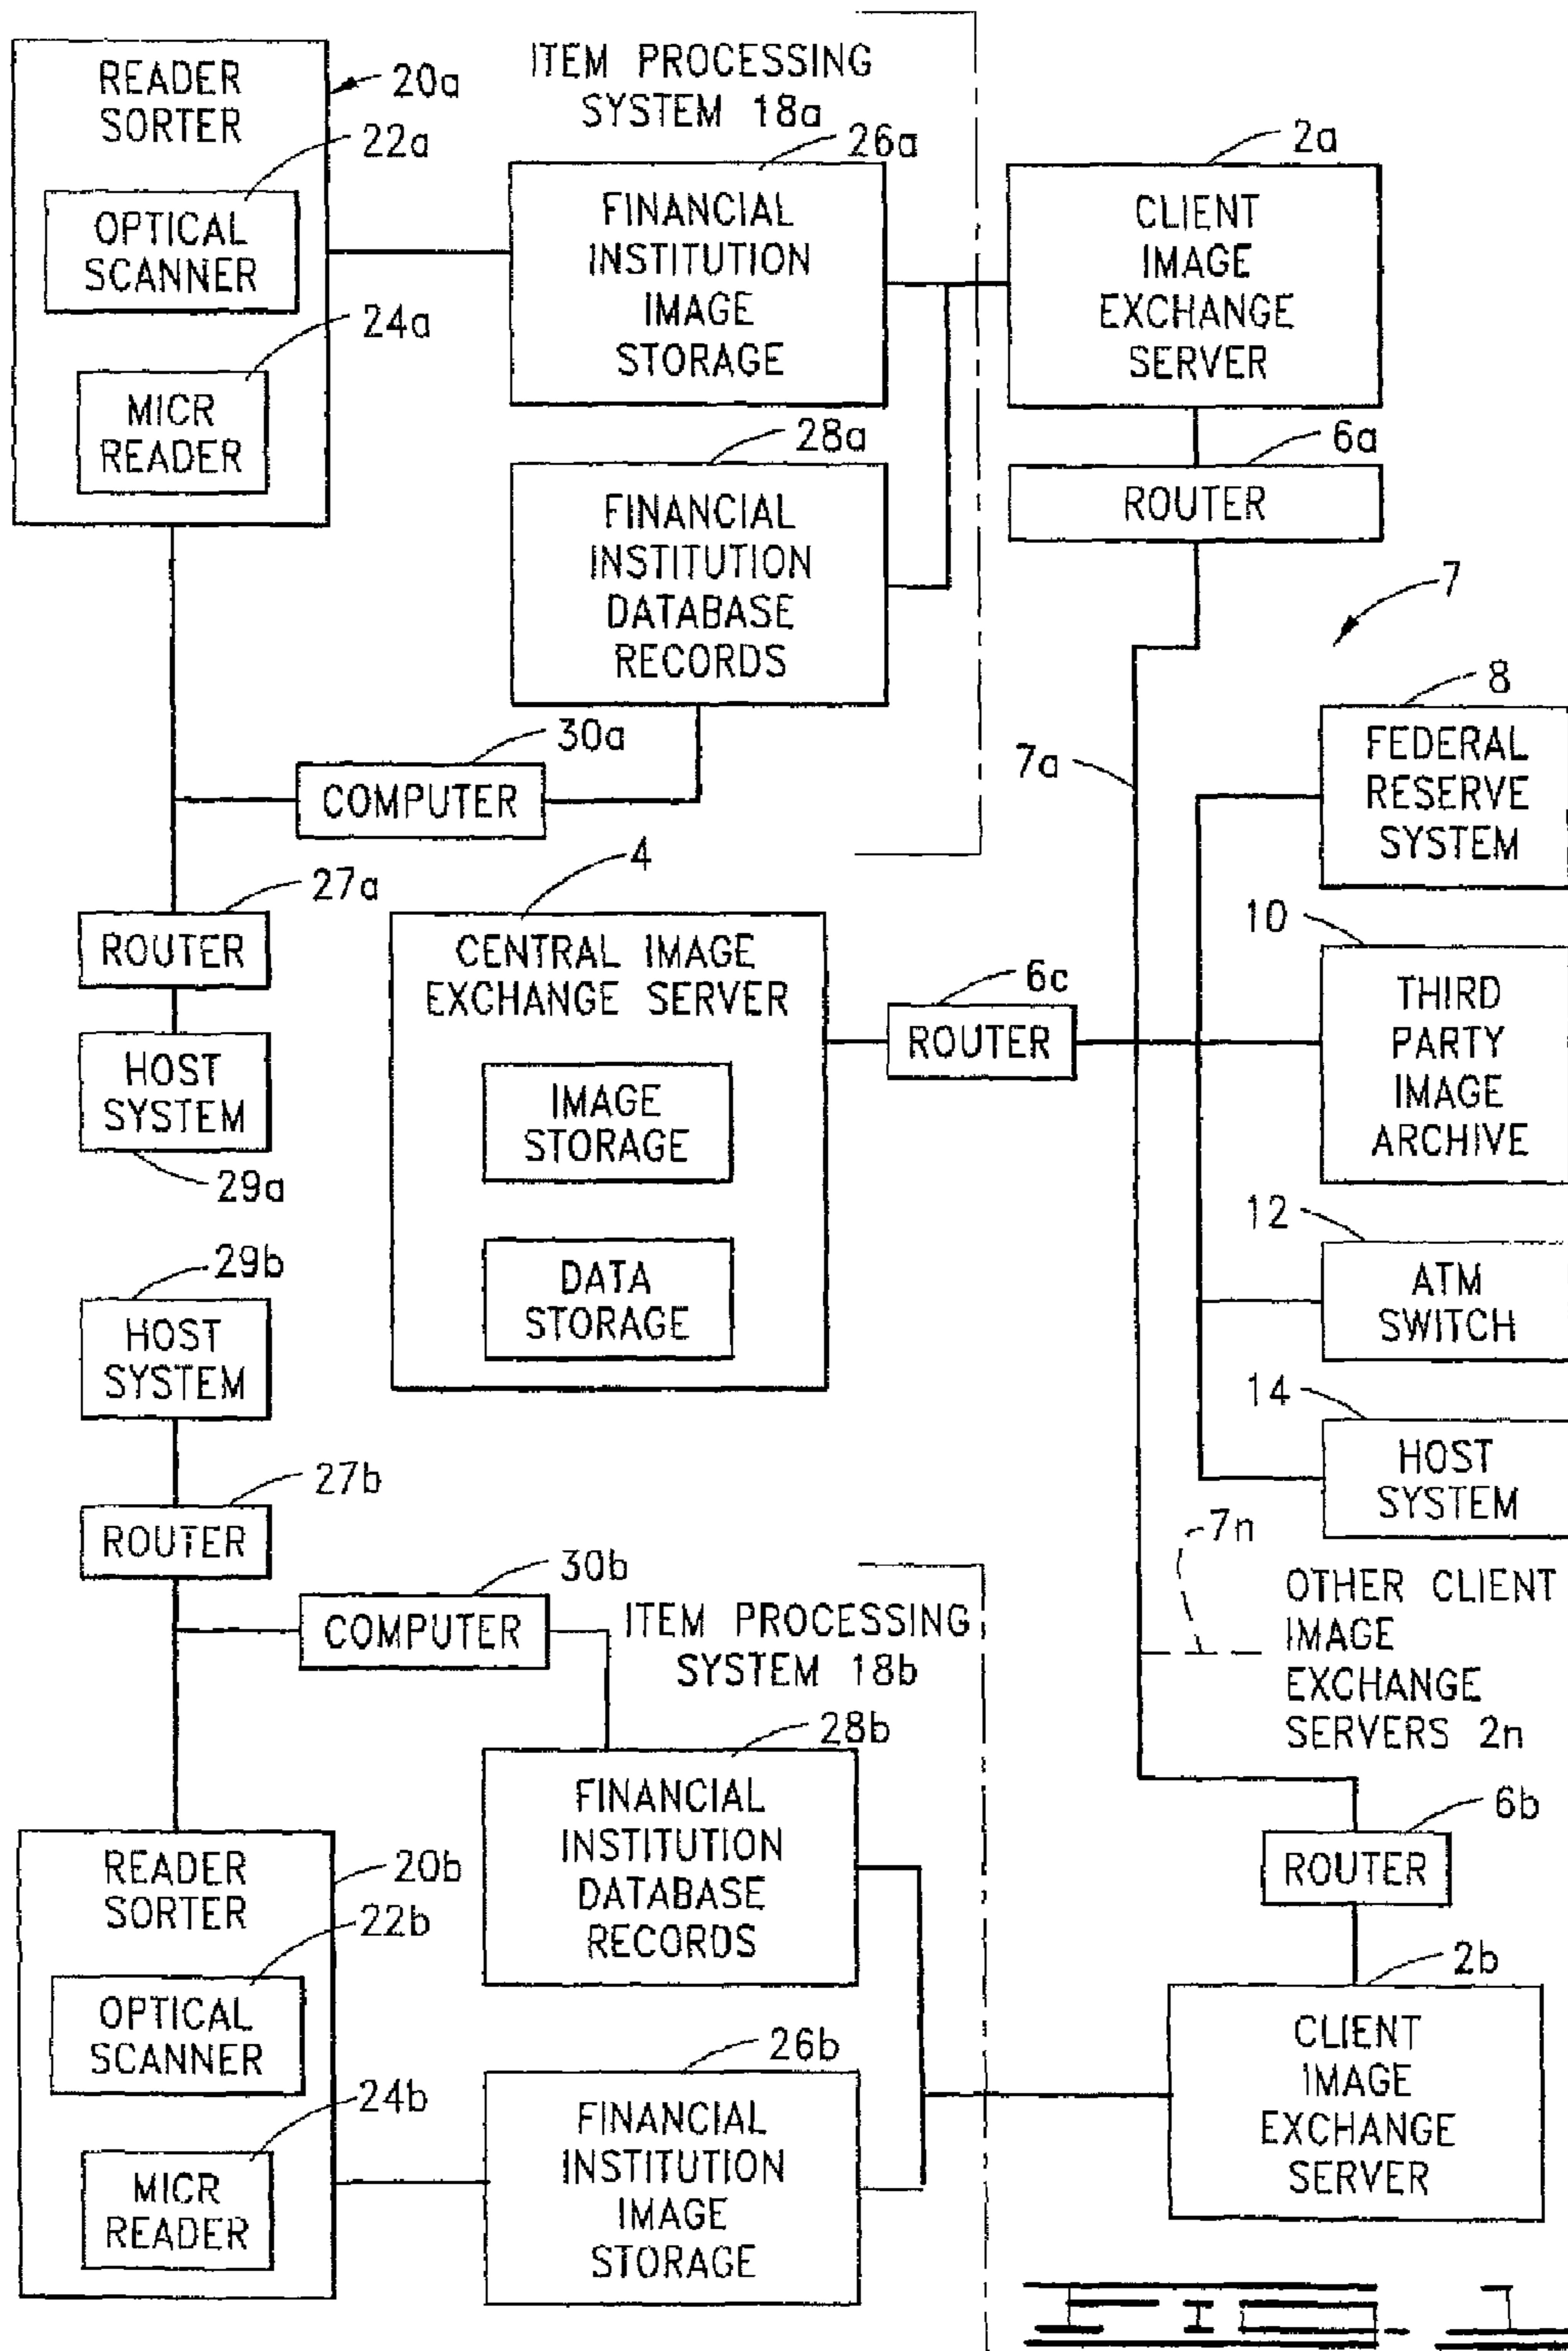 READER
SORTER
20a
22a
OPTICAL
SCANNER
24a
MICR
READER
ITEM PROCESSING
SYSTEM 18a
26a
FINANCIAL
INSTITUTION
IMAGE
STORAGE
2a
CLIENT
IMAGE
EXCHANGE
SERVER
28a
FINANCIAL
INSTITUTION
DATABASE
RECORDS
6a
ROUTER
7
30a
COMPUTER
7a
8
FEDERAL
RESERVE
SYSTEM
27a
ROUTER
HOST
SYSTEM
29a
4
CENTRAL IMAGE
EXCHANGE SERVER
IMAGE
STORAGE
DATA
STORAGE
6c
ROUTER
10
THIRD
PARTY
IMAGE
ARCHIVE
12
ATM
SWITCH
14
HOST
SYSTEM
29b
HOST
SYSTEM
27b
ROUTER
30b
COMPUTER
ITEM PROCESSING
SYSTEM 18b
7n
OTHER CLIENT
IMAGE
EXCHANGE
SERVERS 2n
28b
FINANCIAL
INSTITUTION
DATABASE
RECORDS
6b
ROUTER
READER
SORTER
20b
22b
OPTICAL
SCANNER
24b
MICR
READER
26b
FINANCIAL
INSTITUTION
IMAGE
STORAGE
2b
CLIENT
IMAGE
EXCHANGE
SERVER